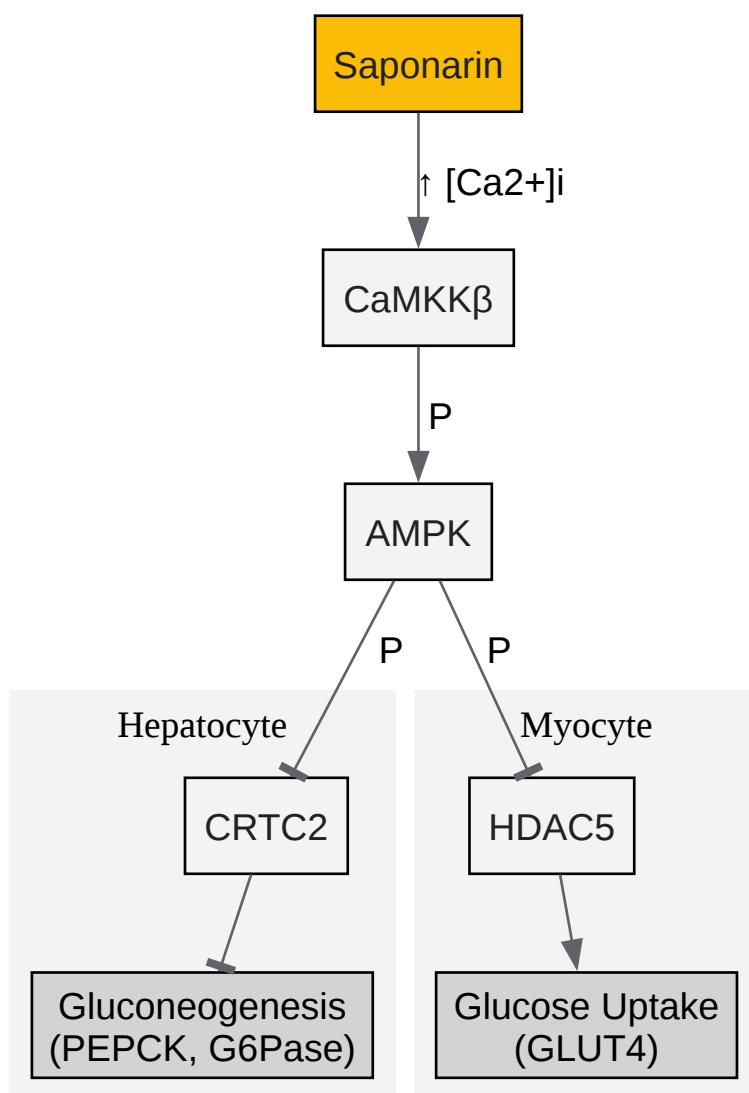 Saponarin
↑ [Ca2+]i
CaMKKβ
P
AMPK
P
P
Hepatocyte
Myocyte
CRTC2
HDAC5
Gluconeogenesis
(PEPCK, G6Pase)
Glucose Uptake
(GLUT4)